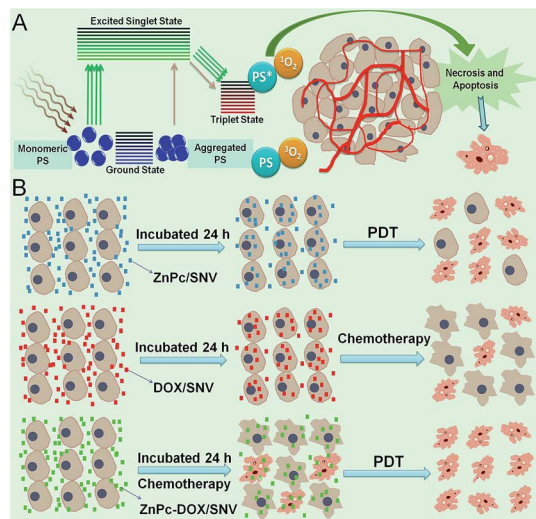 A
Excited Singlet State
PS*
¹O₂
Necrosis and
Apoptosis
Triplet State
Monomeric
PS
Ground State
Aggregated
PS
PS
³O₂
B
Incubated 24 h
PDT
ZnPc/SNV
Incubated 24 h
Chemotherapy
DOX/SNV
Incubated 24 h
Chemotherapy
PDT
ZnPc-DOX/SNV